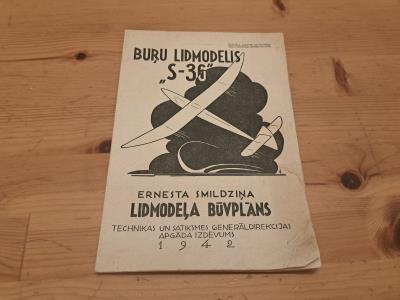 BURU LIDMODELIS
„S-36"
ERNESTA SMILDZIŅA
LIDMODEĻA BŪVPLĀNS
TECHNIKAS UN SATIKSMES ĢENERĀLDIREKCIJAS
APGĀDA IZDEVUMS
1942